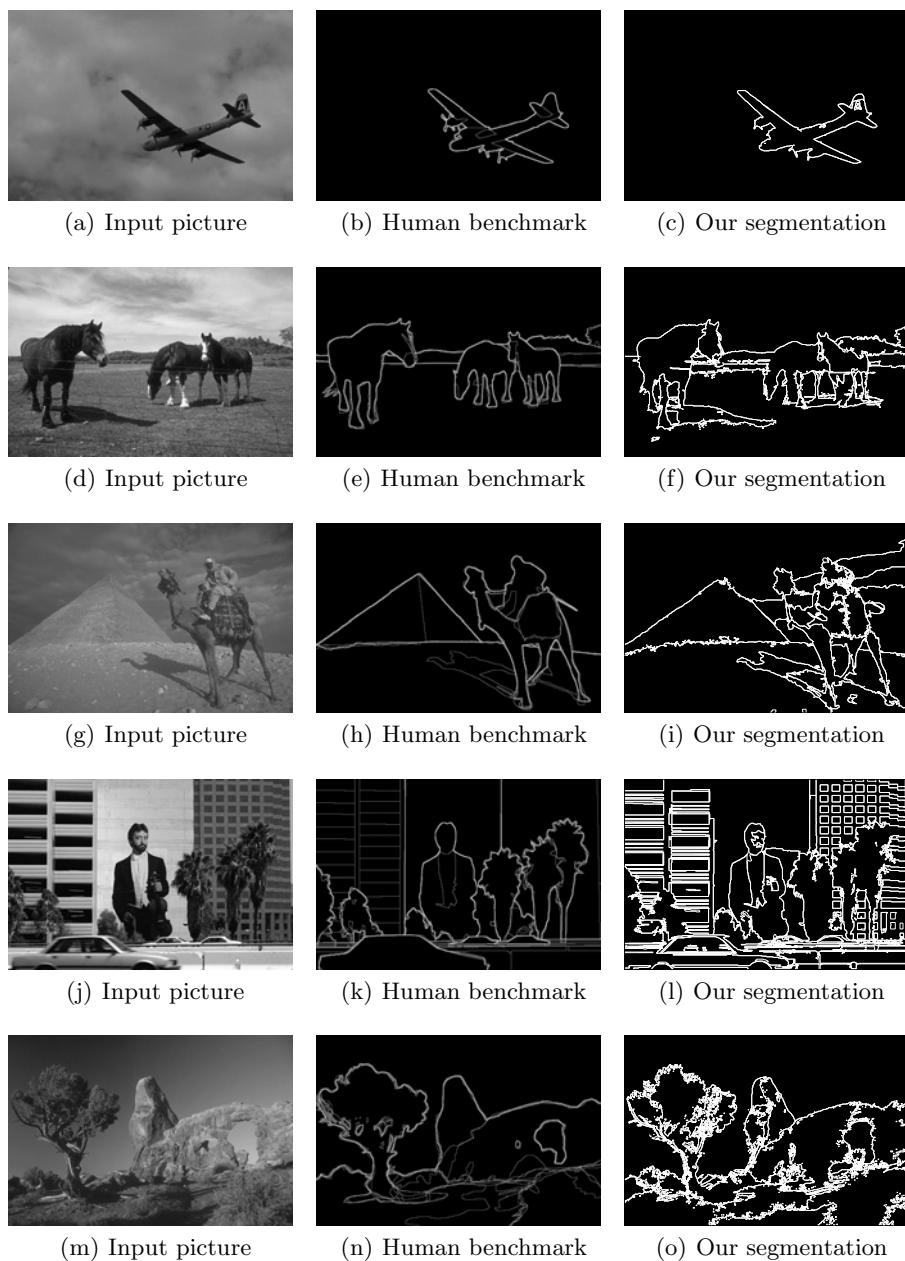 A
(a) Input picture (b) Human benchmark (c) Our segmentation
(d) Input picture (e) Human benchmark (f) Our segmentation
(g) Input picture (h) Human benchmark (i) Our segmentation
(j) Input picture (k) Human benchmark (l) Our segmentation
(m) Input picture (n) Human benchmark (o) Our segmentation